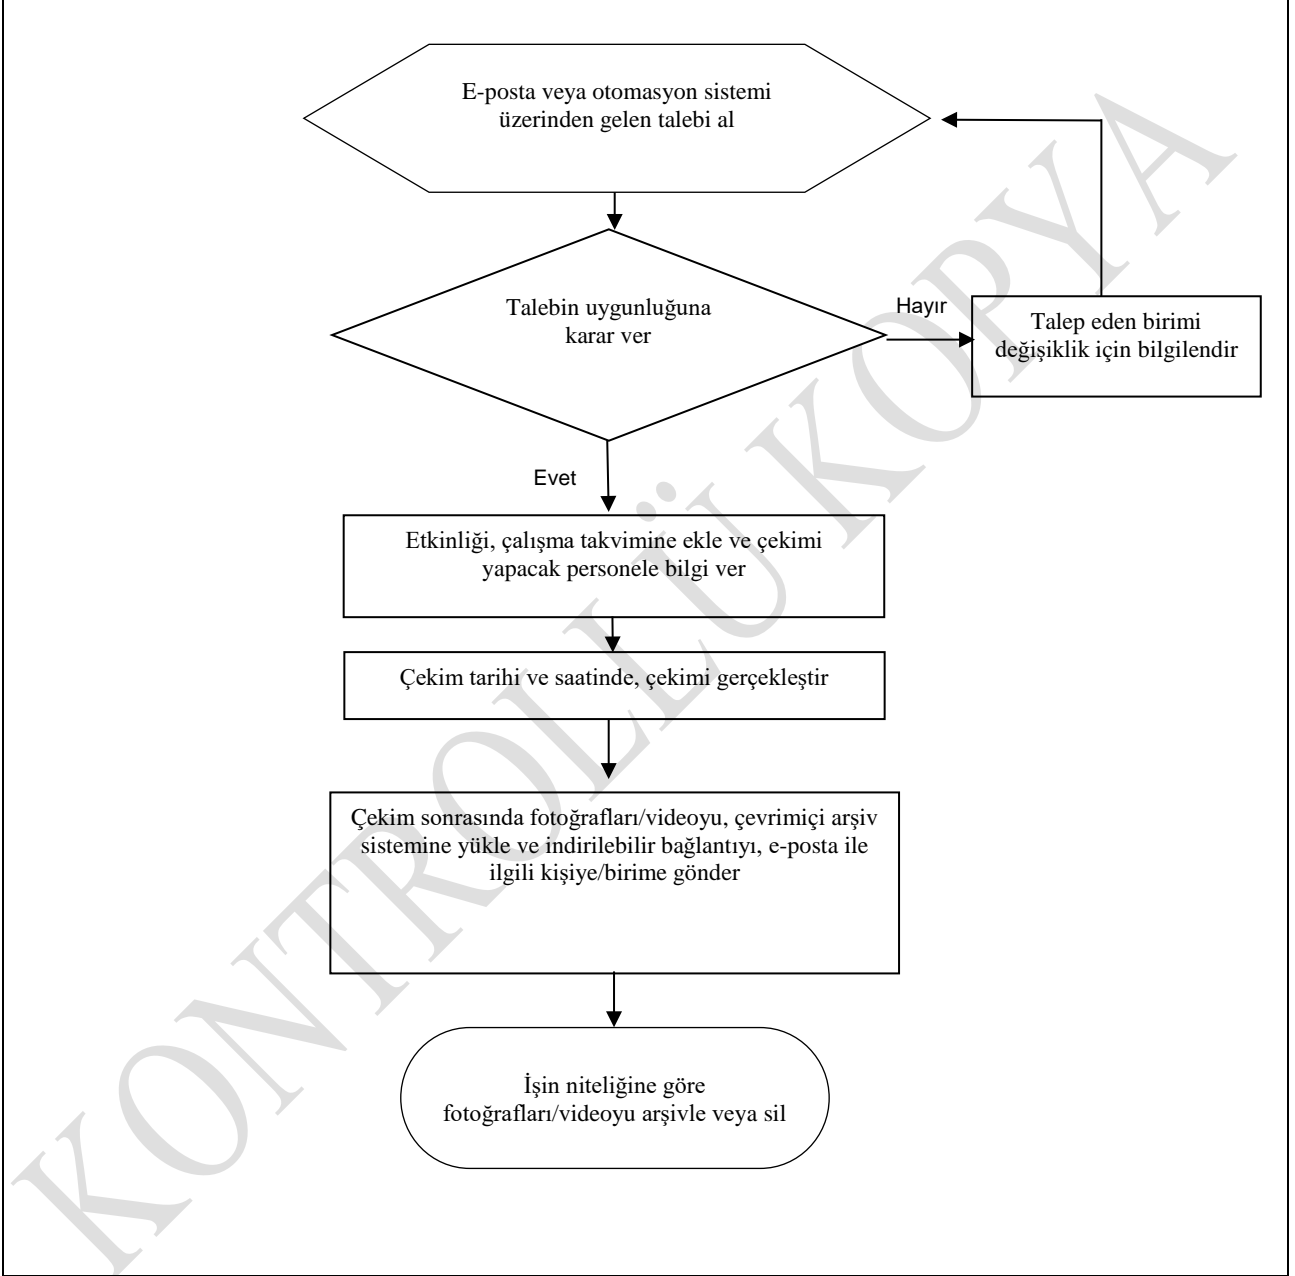 E-posta veya otomasyon sistemi
üzerinden gelen talebi al
Talebin uygunluğuna
karar ver
Hayır
Talep eden birimi
değişiklik için bilgilendir
Evet
Etkinliği, çalışma takvimine ekle ve çekimi
yapacak personele bilgi ver
Çekim tarihi ve saatinde, çekimi gerçekleştir
Çekim sonrasında fotoğrafları/videoyu, çevrimiçi arşiv
sistemine yükle ve indirilebilir bağlantıyı, e-posta ile
ilgili kişiye/birime gönder
İşin niteliğine göre
fotoğrafları/videoyu arşivle veya sil
KONTROLLÜ KOPYA